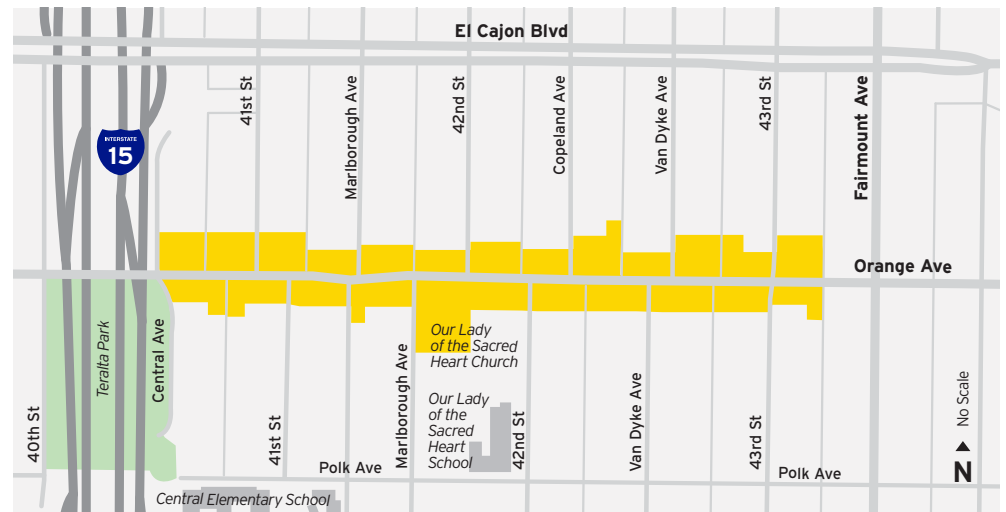 El Cajon Blvd
41st St
Marlborough Ave
42nd St
Copeland Ave
Van Dyke Ave
43rd St
Fairmount Ave
INTERSTATE
15
Orange Ave
Teralta Park
Central Ave
Our Lady
of the Sacred
Heart Church
40th St
41st St
Marlborough Ave
Our Lady
of the
Sacred
Heart
School
42nd St
Van Dyke Ave
43rd St
No Scale
N
Polk Ave
Polk Ave
Central Elementary School